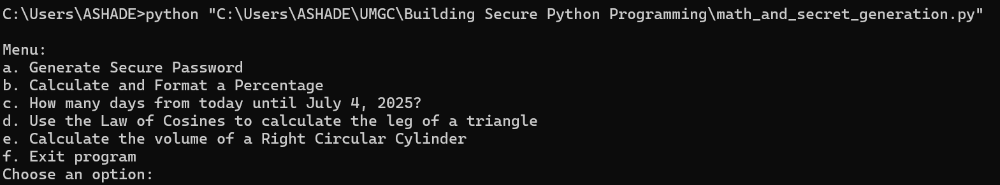 C:\Users\ASHADE>python "C:\Users\ASHADE\UMGC\Building Secure Python Programming\math_and_secret_generation.py"
Menu:
a. Generate Secure Password
b. Calculate and Format a Percentage
c. How many days from today until July 4, 2025?
d. Use the Law of Cosines to calculate the leg of a triangle
e. Calculate the volume of a Right Circular Cylinder
f. Exit program
Choose an option: